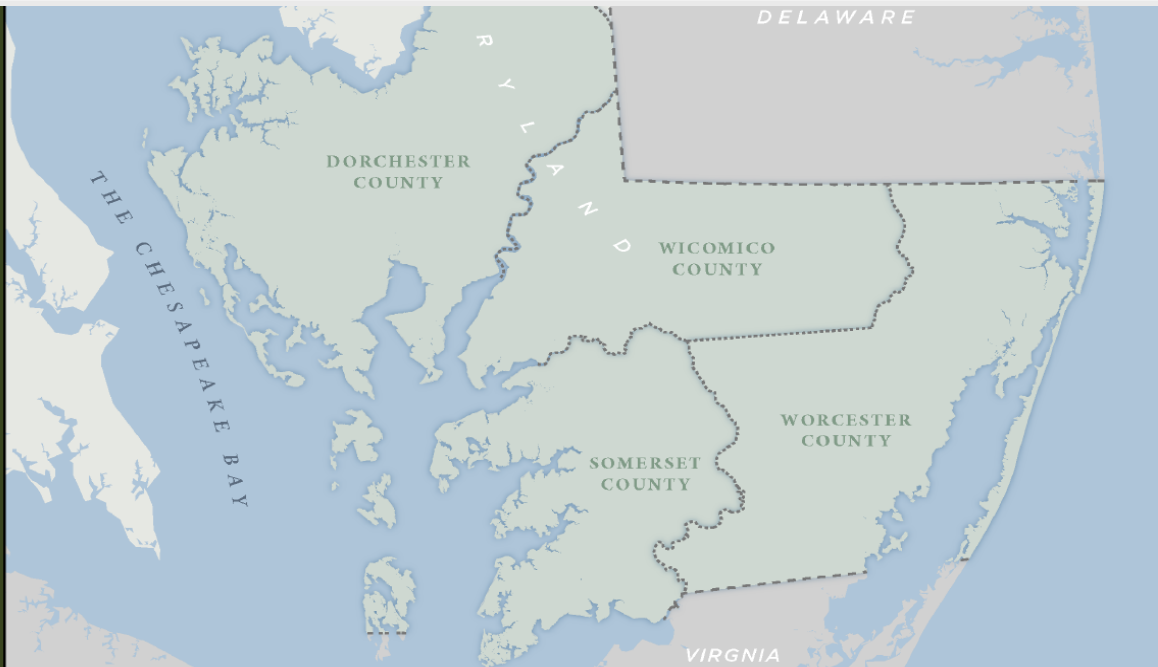 DELAWARE
RYLAND
DORCHESTER
COUNTY
WICOMICO
COUNTY
THE CHESAPEAKE BAY
WORCESTER
COUNTY
SOMERSET
COUNTY
VIRGNIA